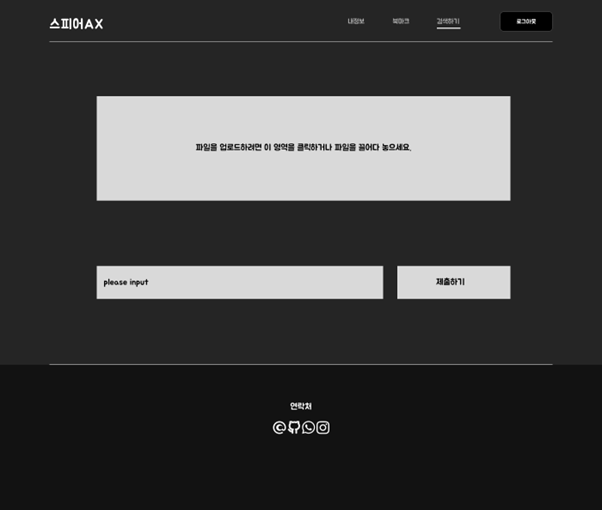 스피어AX
내정보
북마크
검색하기
로그아웃
파일을 업로드하려면 이 영역을 클릭하거나 파일을 끌어다 놓으세요.
please input
제출하기
연락처